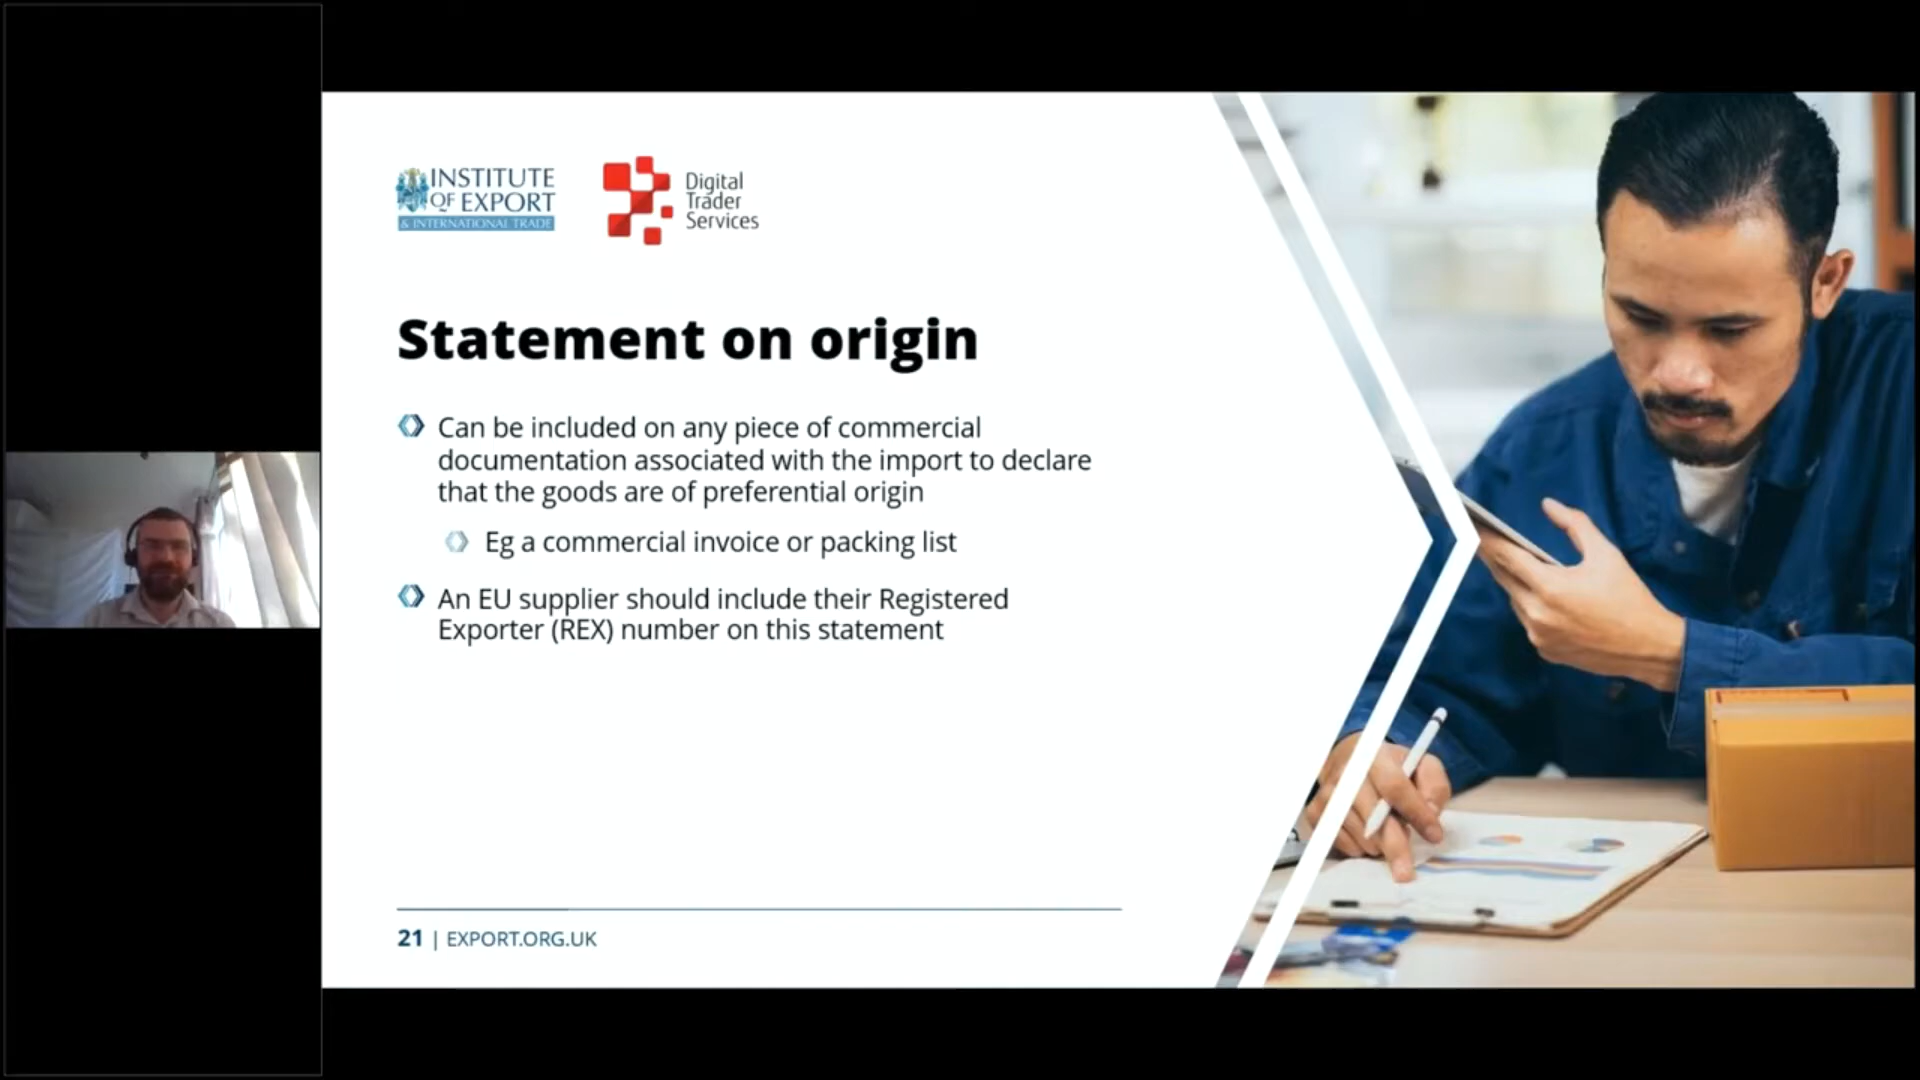 INSTITUTE
OF EXPORT
& INTERNATIONAL TRADE
Digital
Trader
Services
Statement on origin
Can be included on any piece of commercial
documentation associated with the import to declare
that the goods are of preferential origin
Eg a commercial invoice or packing list
An EU supplier should include their Registered
Exporter (REX) number on this statement
21 | EXPORT.ORG.UK